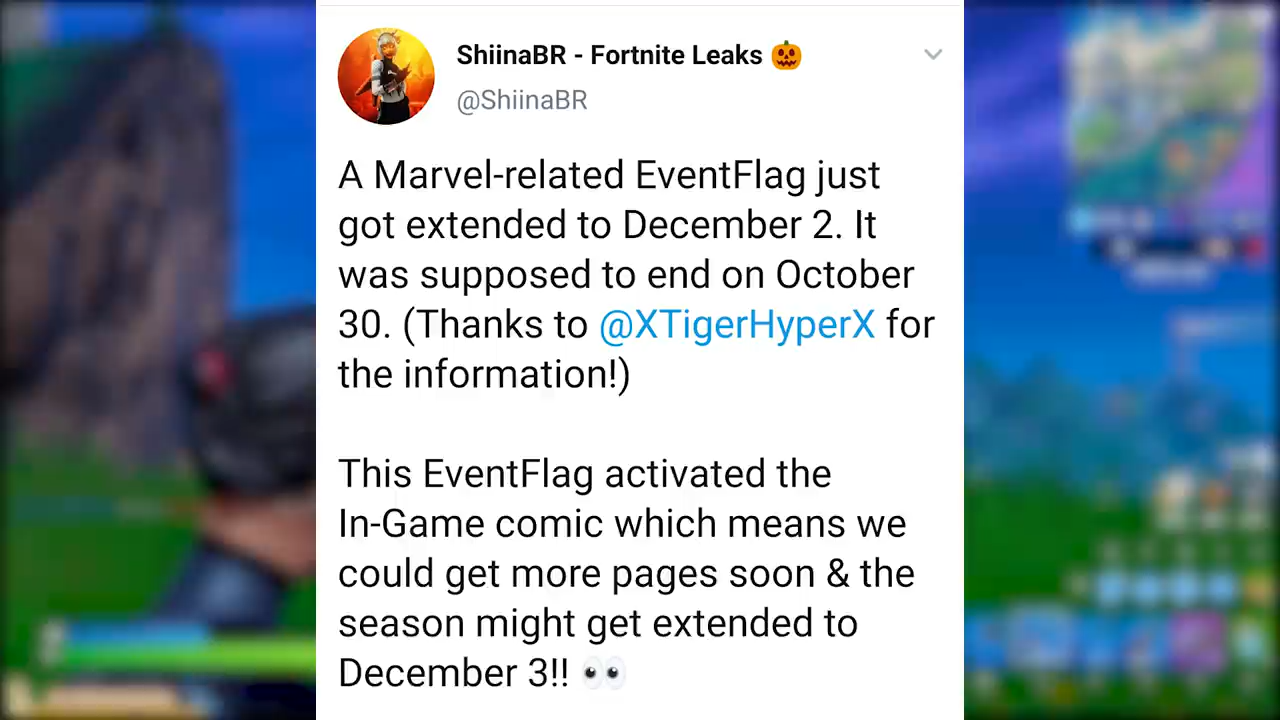 ShiinaBR - Fortnite Leaks 🎃
@ShiinaBR
A Marvel-related EventFlag just
got extended to December 2. It
was supposed to end on October
30. (Thanks to @XTigerHyperX for
the information!)
This EventFlag activated the
In-Game comic which means we
could get more pages soon & the
season might get extended to
December 3!! 👀